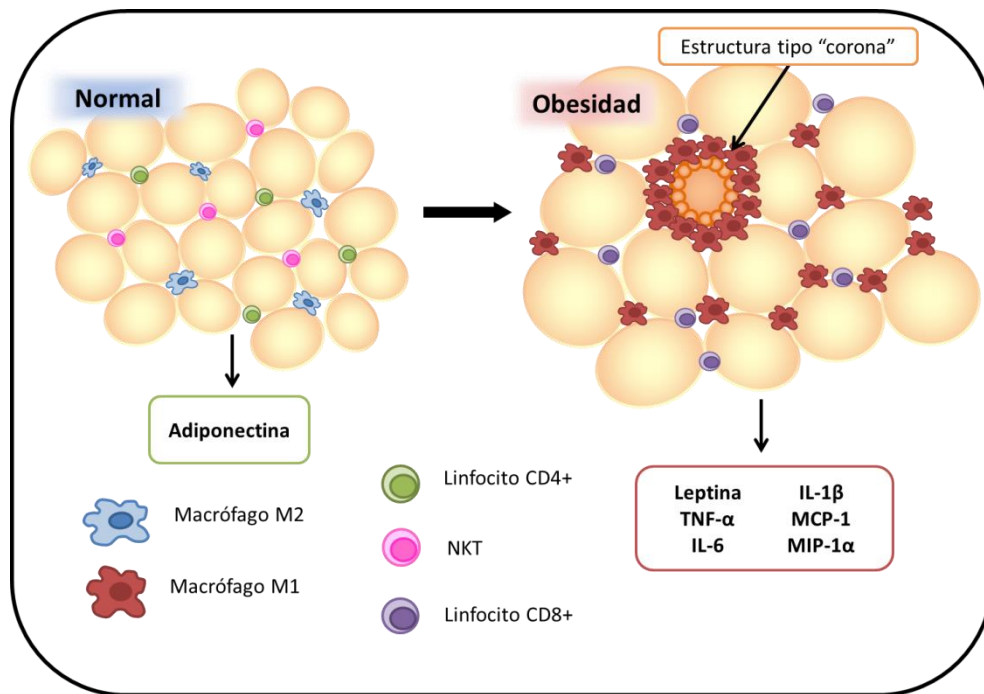 Estructura tipo “corona”
Normal
Obesidad
Adiponectina
Macrófago M2
Macrófago M1
Linfocito CD4+
NKT
Linfocito CD8+
Leptina IL-1β
TNF-α MCP-1
IL-6 MIP-1α